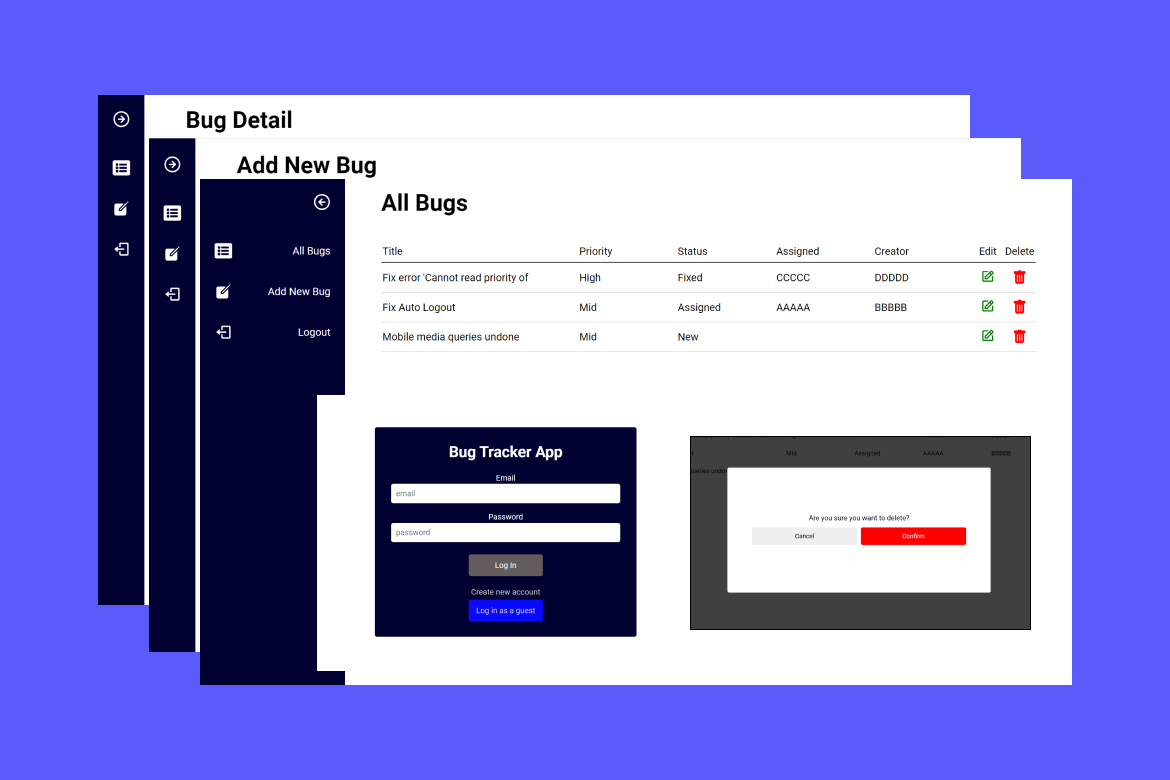 Bug Detail
Add New Bug
All Bugs
All Bugs
Add New Bug
Logout
Title Priority Status Assigned Creator Edit Delete
Fix error 'Cannot read priority of High Fixed CCCCC DDDDD
Fix Auto Logout Mid Assigned AAAAA BBBBB
Mobile media queries undone Mid New
Bug Tracker App
Email
email
Password
password
Log In
Create new account
Log in as a guest
Mid Assigned AAAAA BBBBB
queries undo
Are you sure you want to delete?
Cancel Confirm